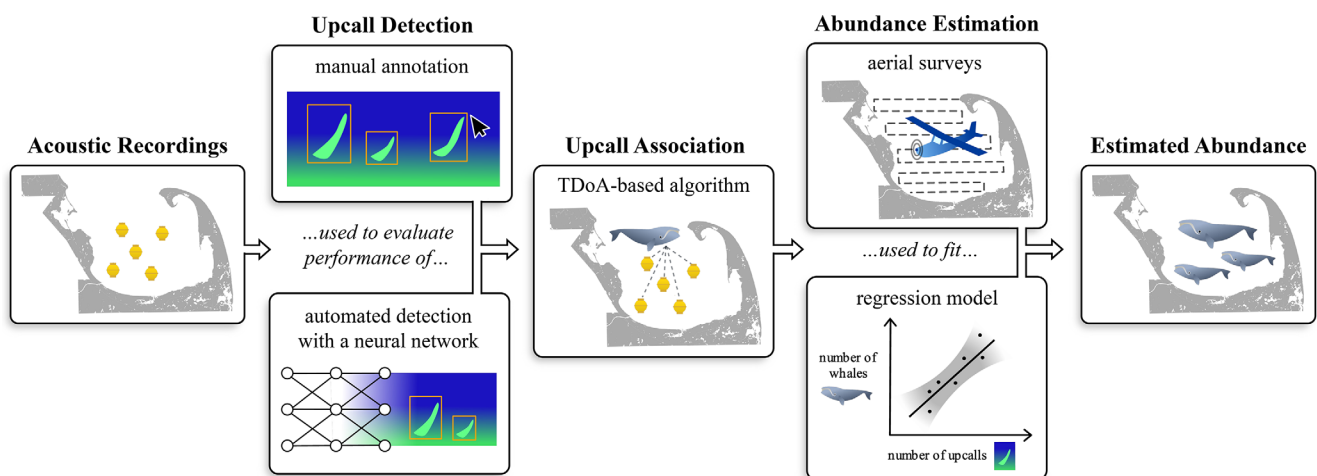 Acoustic Recordings
Upcall Detection
manual annotation
...used to evaluate
performance of...
automated detection
with a neural network
Upcall Association
TDoA-based algorithm
Abundance Estimation
aerial surveys
...used to fit...
regression model
number of
whales
number of upcalls
Estimated Abundance